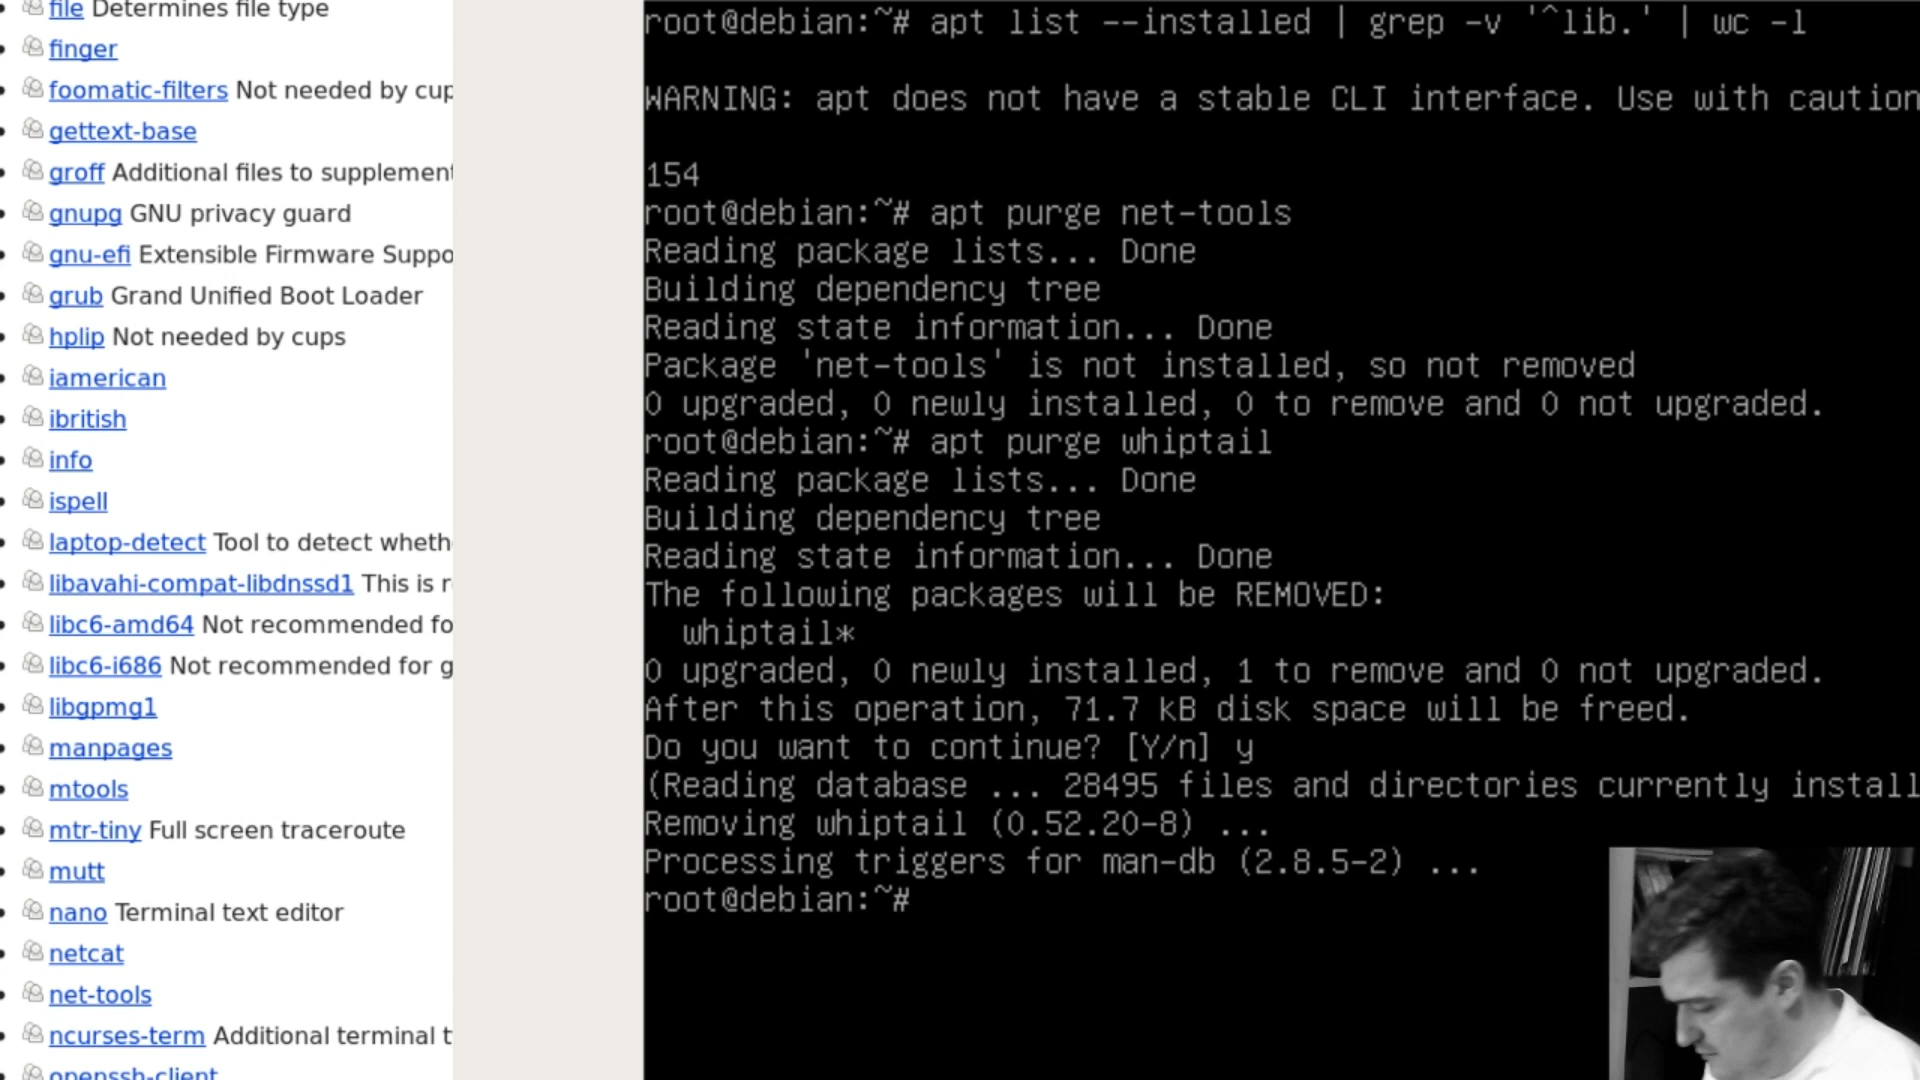 file Determines file type
finger
foomatic-filters Not needed by cup
gettext-base
groff Additional files to supplement
gnupg GNU privacy guard
gnu-efi Extensible Firmware Suppo
grub Grand Unified Boot Loader
hplip Not needed by cups
iamerican
ibritish
info
ispell
laptop-detect Tool to detect wheth
libavahi-compat-libdnssd1 This is r
libc6-amd64 Not recommended fo
libc6-i686 Not recommended for g
libgpmg1
manpages
mtools
mtr-tiny Full screen traceroute
mutt
nano Terminal text editor
netcat
net-tools
ncurses-term Additional terminal t
openssh-client
root@debian:~# apt list --installed | grep -v '^lib.' | wc -l
WARNING: apt does not have a stable CLI interface. Use with caution
154
root@debian:~# apt purge net-tools
Reading package lists... Done
Building dependency tree
Reading state information... Done
Package 'net-tools' is not installed, so not removed
0 upgraded, 0 newly installed, 0 to remove and 0 not upgraded.
root@debian:~# apt purge whiptail
Reading package lists... Done
Building dependency tree
Reading state information... Done
The following packages will be REMOVED:
  whiptail*
0 upgraded, 0 newly installed, 1 to remove and 0 not upgraded.
After this operation, 71.7 kB disk space will be freed.
Do you want to continue? [Y/n] y
(Reading database ... 28495 files and directories currently install
Removing whiptail (0.52.20-8) ...
Processing triggers for man-db (2.8.5-2) ...
root@debian:~#